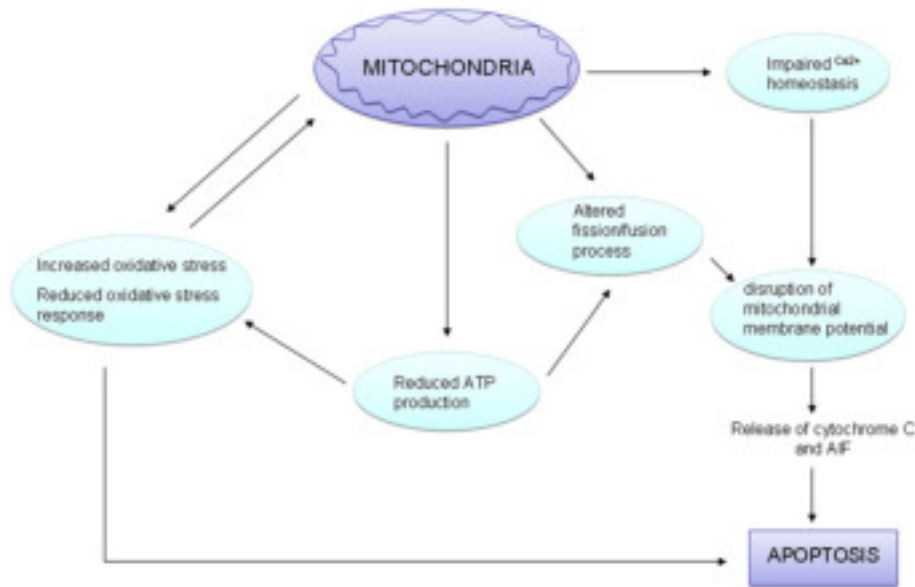 MITOCHONDRIA
Impaired Ca2+
homeostasis
Altered
fission/fusion
process
Increased oxidative stress
Reduced oxidative stress
response
disruption of
mitochondrial
membrane potential
Reduced ATP
production
Release of cytochrome C
and AIF
APOPTOSIS